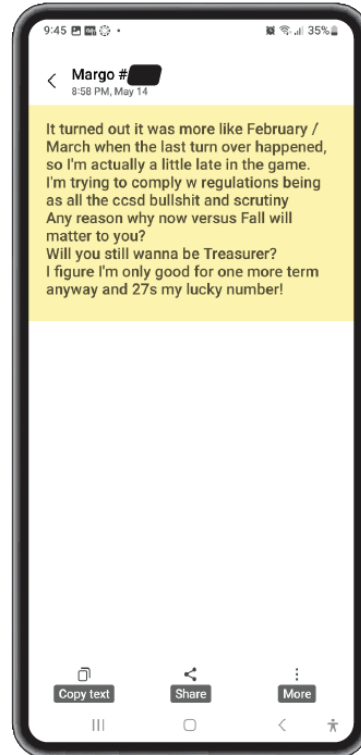 9:45
35%
Margo #
8:58 PM, May 14
It turned out it was more like February /
March when the last turn over happened,
so I'm actually a little late in the game.
I'm trying to comply w regulations being
as all the ccsd bullshit and scrutiny
Any reason why now versus Fall will
matter to you?
Will you still wanna be Treasurer?
I figure I'm only good for one more term
anyway and 27s my lucky number!
Copy text
Share
More